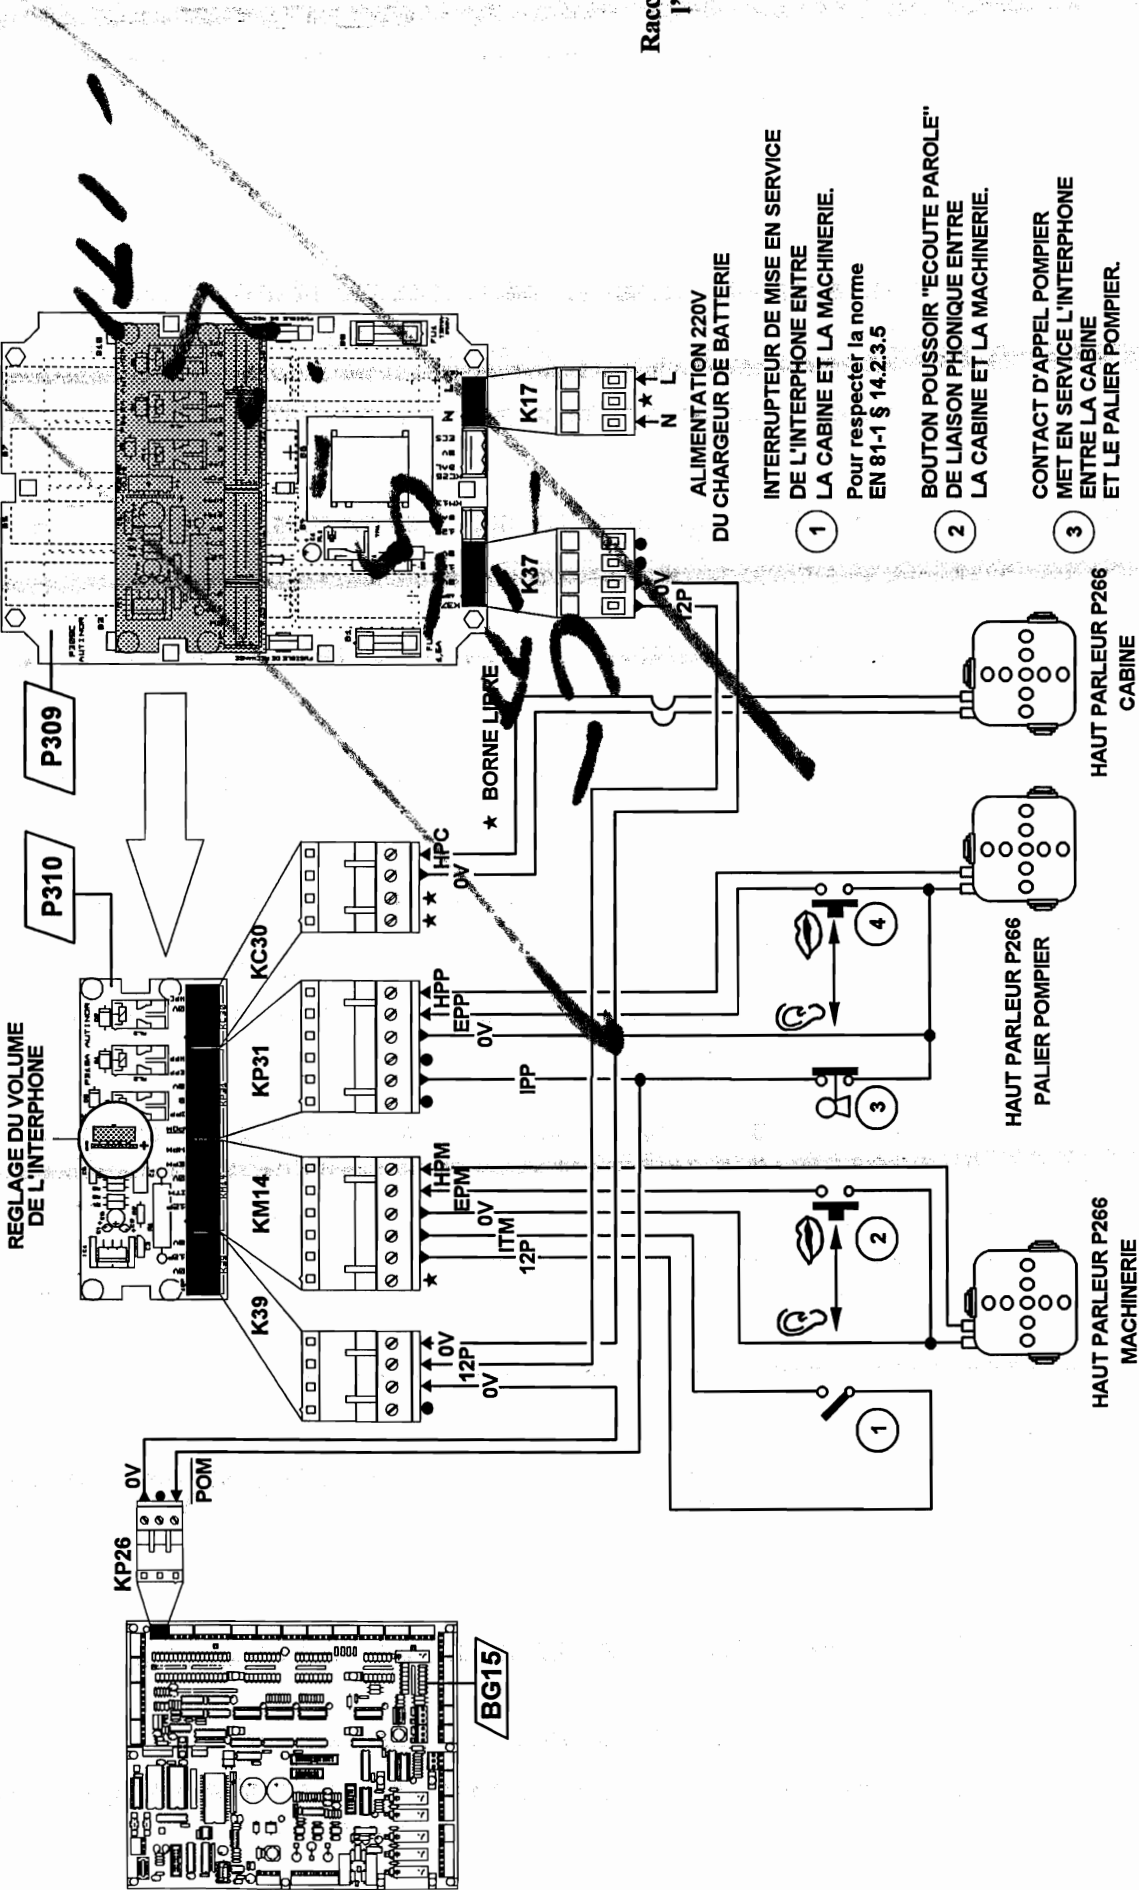 Racc
l'
P309
P310
REGLAGE DU VOLUME
DE L'INTERPHONE
K39
KM14
KP31
KC30
K37
K17
KP26
BG15
0V
POM
0V
12P
0V
12P
ITM
0V
EPM
HPM
IPP
0V
EPP
HPP
0V
HPC
★ BORNE LIBRE
0V
12P
N ★ L
ALIMENTATION 220V
DU CHARGEUR DE BATTERIE
1
INTERRUPTEUR DE MISE EN SERVICE
DE L'INTERPHONE ENTRE
LA CABINE ET LA MACHINERIE.
Pour respecter la norme
EN 81-1 § 14.2.3.5
2
BOUTON POUSSOIR "ECOUTE PAROLE"
DE LIAISON PHONIQUE ENTRE
LA CABINE ET LA MACHINERIE.
3
CONTACT D'APPEL POMPIER
MET EN SERVICE L'INTERPHONE
ENTRE LA CABINE
ET LE PALIER POMPIER.
1
2
3
4
HAUT PARLEUR P266
MACHINERIE
HAUT PARLEUR P266
PALIER POMPIER
HAUT PARLEUR P266
CABINE